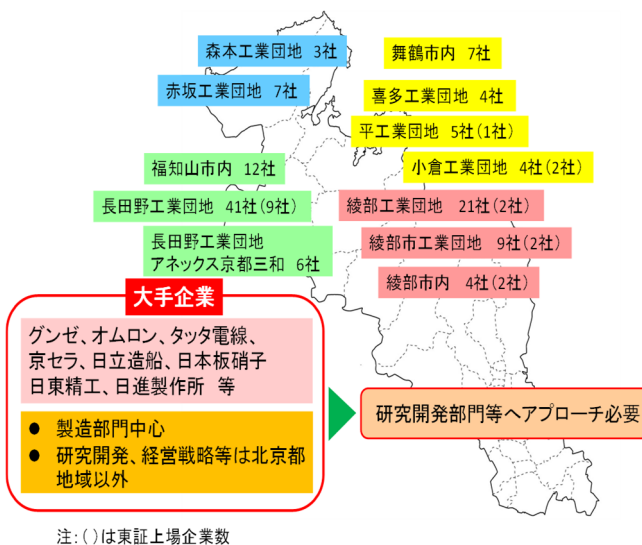 森本工業団地 3社
舞鶴市内 7社
赤坂工業団地 7社
喜多工業団地 4社
平工業団地 5社(1社)
福知山市内 12社
小倉工業団地 4社(2社)
長田野工業団地 41社(9社)
綾部工業団地 21社(2社)
長田野工業団地
アネックス京都三和 6社
綾部市工業団地 9社(2社)
綾部市内 4社(2社)
大手企業
グンゼ、オムロン、タッタ電線、
京セラ、日立造船、日本板硝子
日東精工、日進製作所 等
● 製造部門中心
● 研究開発、経営戦略等は北京都
地域以外
研究開発部門等へアプローチ必要
注:( )は東証上場企業数